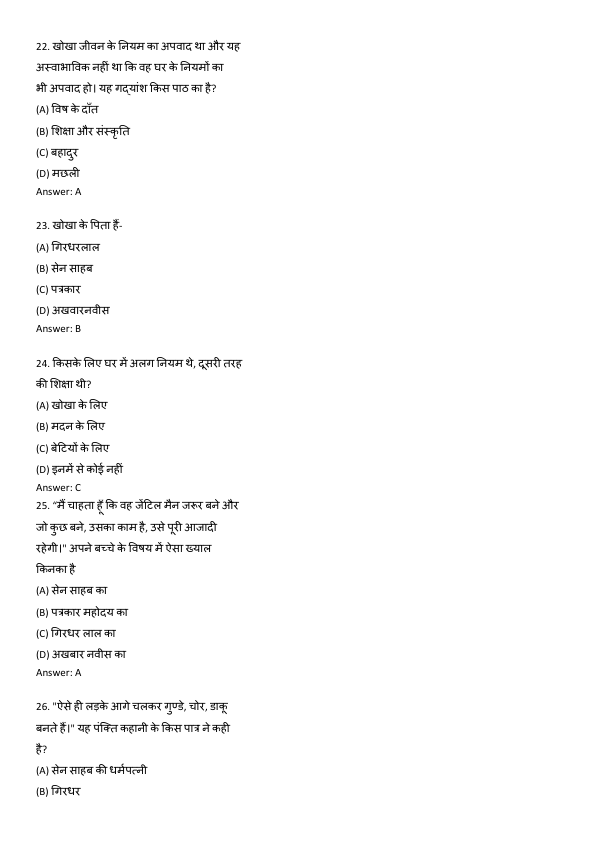 22. खोखा जीवन के नियम का अपवाद था और यह
अस्वाभाविक नहीं था कि वह घर के नियमों का
भी अपवाद हो। यह गद्यांश किस पाठ का है?
(A) विष के दाँत
(B) शिक्षा और संस्कृति
(C) बहादुर
(D) मछली
Answer: A
23. खोखा के पिता हैं-
(A) गिरधरलाल
(B) सेन साहब
(C) पत्रकार
(D) अखवारनवीस
Answer: B
24. किसके लिए घर में अलग नियम थे, दूसरी तरह
की शिक्षा थी?
(A) खोखा के लिए
(B) मदन के लिए
(C) बेटियों के लिए
(D) इनमें से कोई नहीं
Answer: C
25. “मैं चाहता हूँ कि वह जेंटिल मैन जरूर बने और
जो कुछ बने, उसका काम है, उसे पूरी आजादी
रहेगी।" अपने बच्चे के विषय में ऐसा ख्याल
किनका है
(A) सेन साहब का
(B) पत्रकार महोदय का
(C) गिरधर लाल का
(D) अखबार नवीस का
Answer: A
26. "ऐसे ही लड़के आगे चलकर गुण्डे, चोर, डाकू
बनते हैं।" यह पंक्ति कहानी के किस पात्र ने कही
है?
(A) सेन साहब की धर्मपत्नी
(B) गिरधर